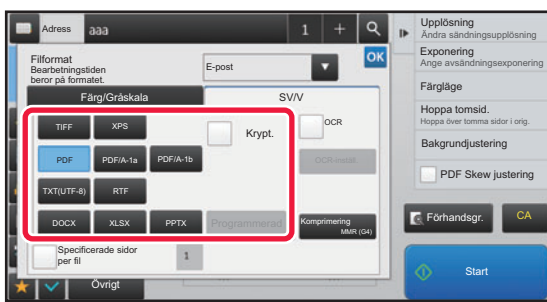 Adress aaa 1 +
Filformat
Bearbetningstiden
beror på formatet.
E-post
OK
Färg/Gråskala SV/V
TIFF XPS Krypt. OCR
PDF PDF/A-1a PDF/A-1b OCR-inställ.
TXT(UTF-8) RTF
DOCX XLSX PPTX Programmerad Komprimering
MMR (G4)
Specificerade sidor
per fil
1
Övrigt
Upplösning
Ändra sändningsupplösning
Exponering
Ange avsändningsexponering
Färgläge
Hoppa tomsid.
Hoppa över tomma sidor i orig.
Bakgrundjustering
PDF Skew justering
Förhandsgr. CA
Start